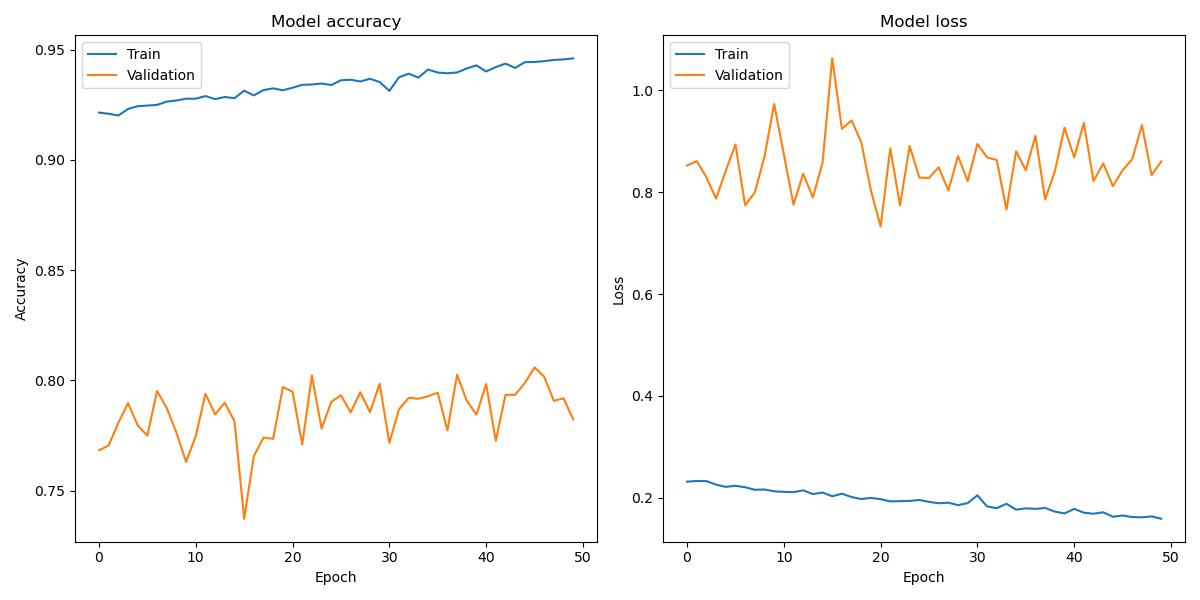 Model accuracy
Train
Validation
0.95
0.90
0.85
0.80
0.75
Accuracy
0 10 20 30 40 50
Epoch
Model loss
Train
Validation
1.0
0.8
0.6
0.4
0.2
Loss
0 10 20 30 40 50
Epoch